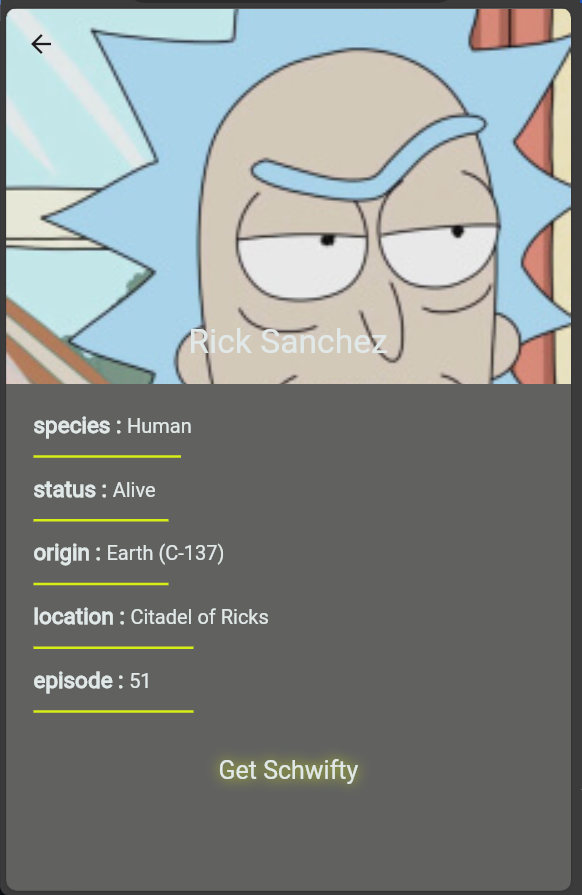 Rick Sanchez
species : Human
status : Alive
origin : Earth (C-137)
location : Citadel of Ricks
episode : 51
Get Schwifty